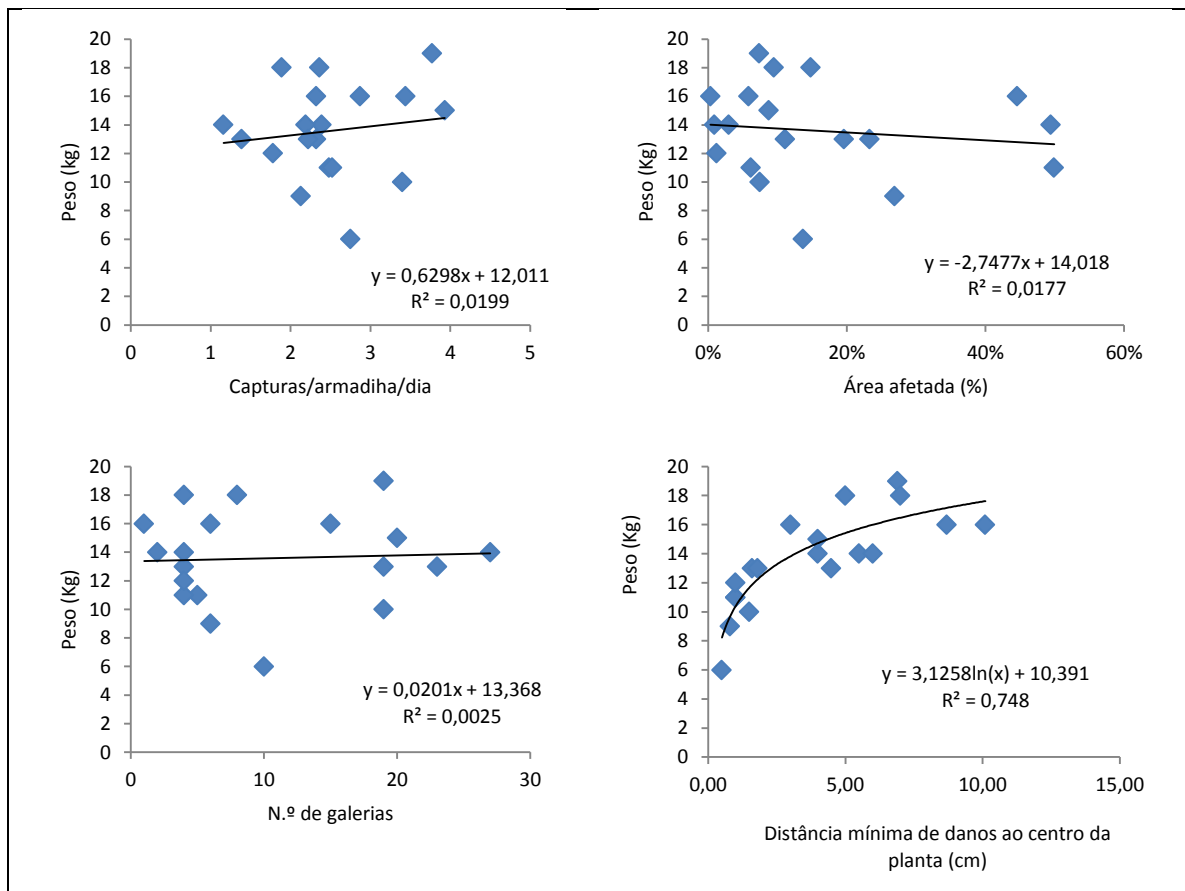 20
18
16
14
12
10
8
6
4
2
0
Peso (Kg)
y = 0,6298x + 12,011
R² = 0,0199
0 1 2 3 4 5
Capturas/armadiha/dia
20
18
16
14
12
10
8
6
4
2
0
Peso (Kg)
y = -2,7477x + 14,018
R² = 0,0177
0% 20% 40% 60%
Área afetada (%)
20
18
16
14
12
10
8
6
4
2
0
Peso (Kg)
y = 0,0201x + 13,368
R² = 0,0025
0 10 20 30
N.º de galerias
20
18
16
14
12
10
8
6
4
2
0
Peso (Kg)
y = 3,1258ln(x) + 10,391
R² = 0,748
0,00 5,00 10,00 15,00
Distância mínima de danos ao centro da
planta (cm)